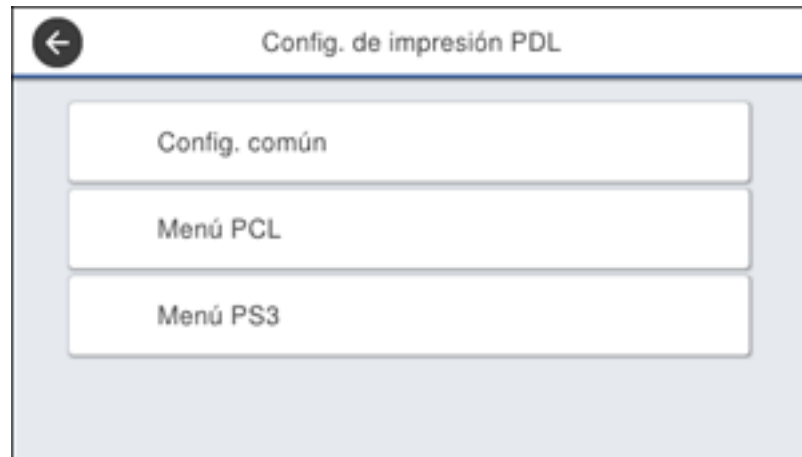 Config. de impresión PDL
Config. común
Menú PCL
Menú PS3